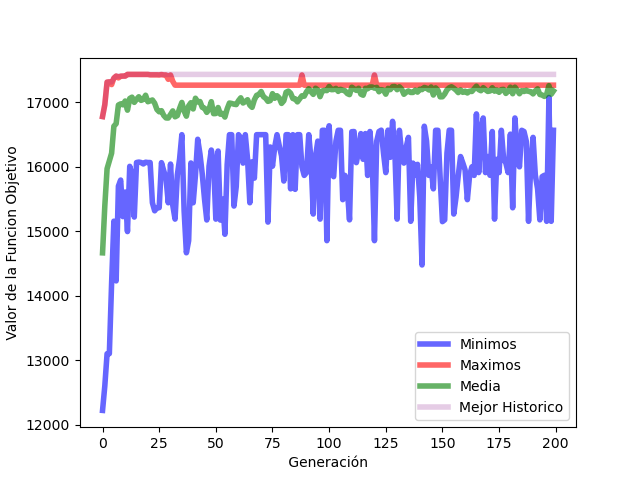 17000
16000
15000
14000
13000
12000
Valor de la Funcion Objetivo
Minimos
Maximos
Media
Mejor Historico
0 25 50 75 100 125 150 175 200
Generación